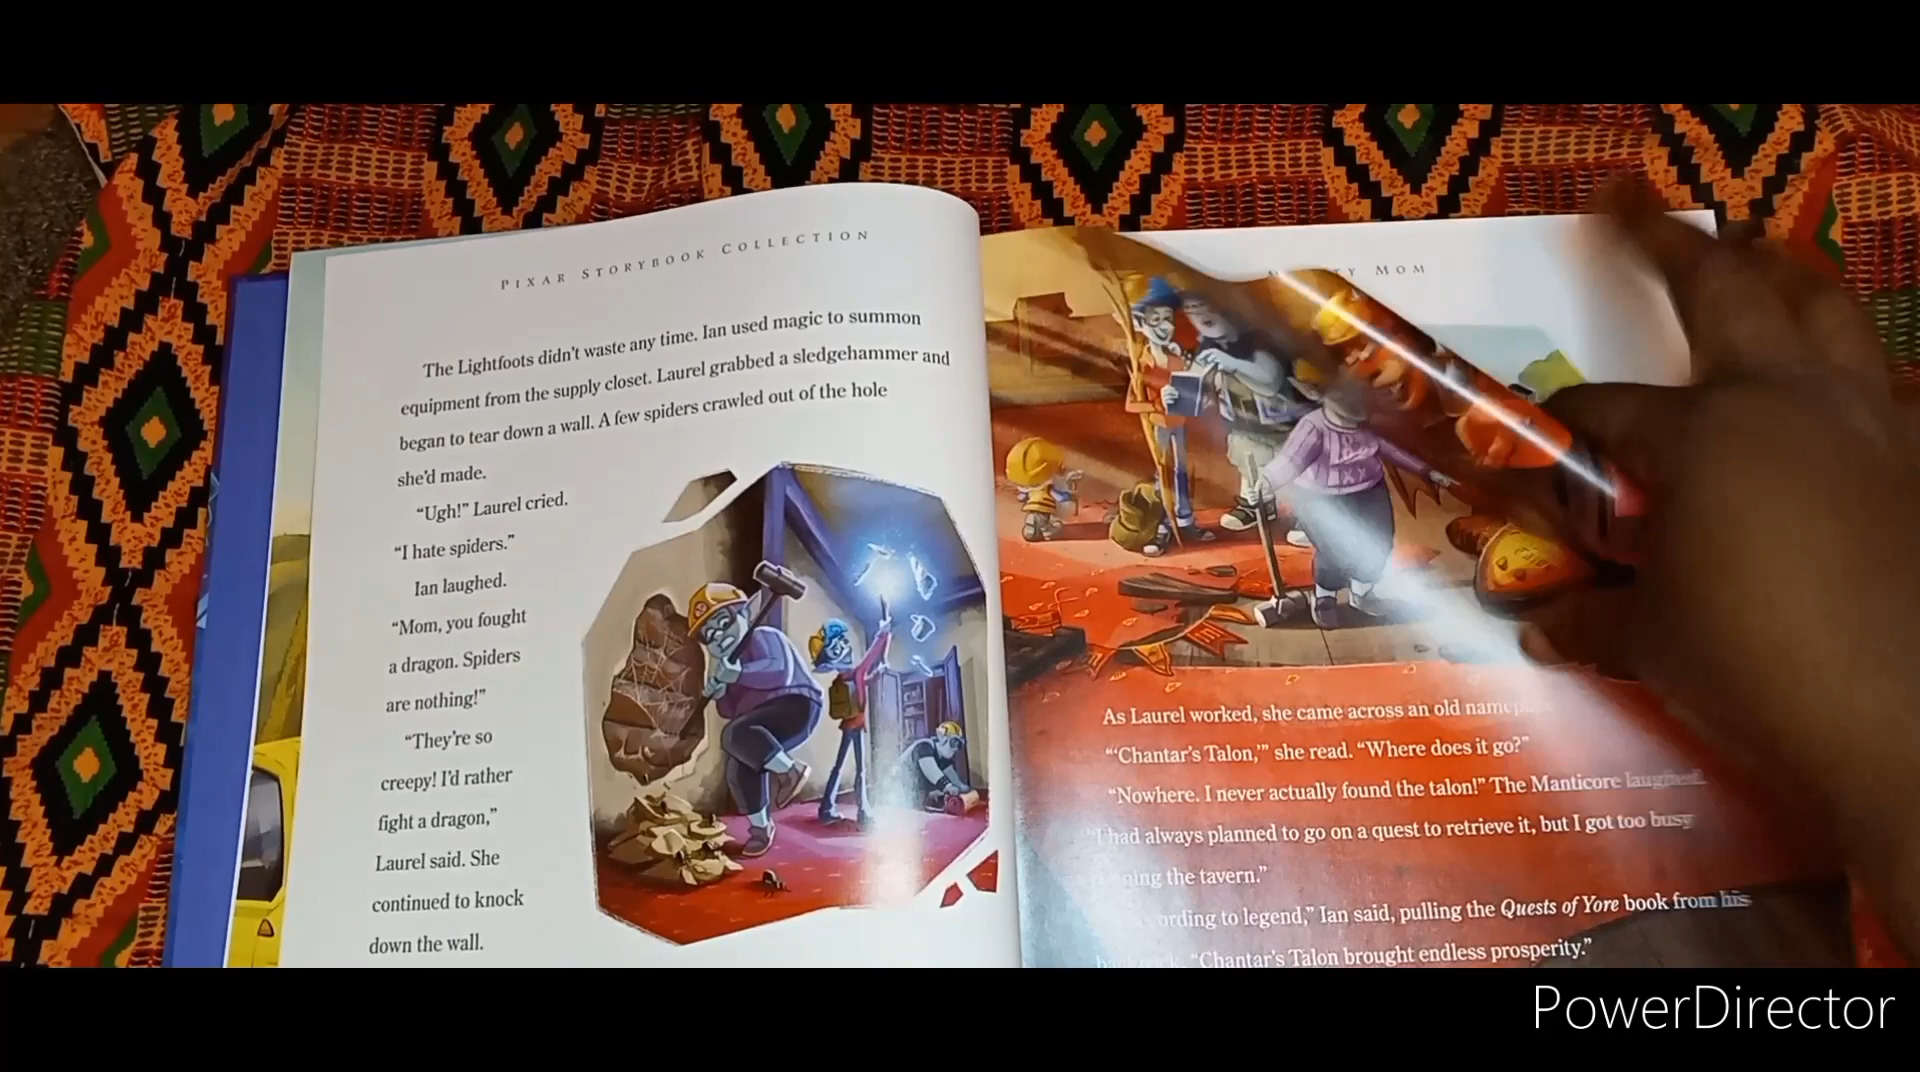 PIXAR STORYBOOK COLLECTION
The Lightfoots didn't waste any time. Ian used magic to summon
equipment from the supply closet. Laurel grabbed a sledgehammer and
began to tear down a wall. A few spiders crawled out of the hole
she'd made.
“Ugh!” Laurel cried.
“I hate spiders.”
Ian laughed.
“Mom, you fought
a dragon. Spiders
are nothing!”
“They're so
creepy! I'd rather
fight a dragon,”
Laurel said. She
continued to knock
down the wall.
MOM
As Laurel worked, she came across an old
“‘Chantar's Talon,’” she read. “Where does it go?”
“Nowhere. I never actually found the talon!” The Manticore laughed.
“I had always planned to go on a quest to retrieve it, but I got too busy
the tavern.”
to legend,” Ian said, pulling the Quests of Yore book from his
“Chantar's Talon brought endless prosperity.”
PowerDirector